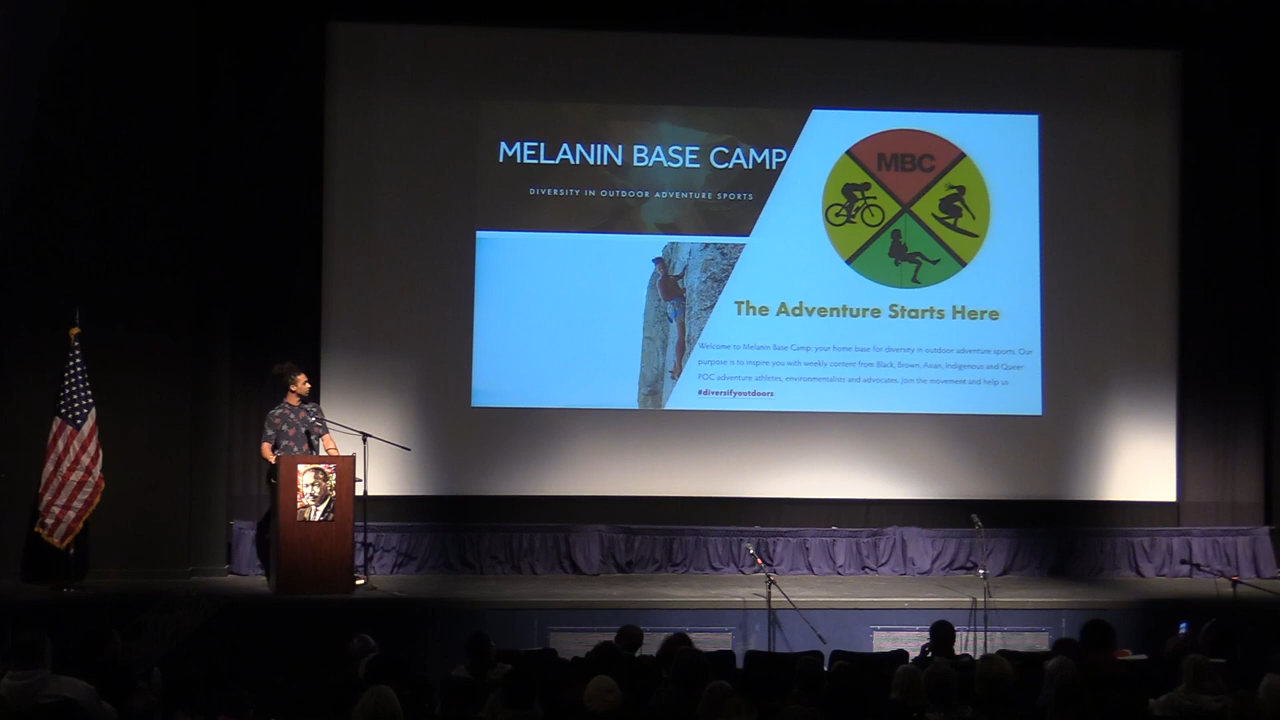 MELANIN BASE CAMP
DIVERSITY IN OUTDOOR ADVENTURE SPORTS
MBC
The Adventure Starts Here
Welcome to Melanin Base Camp: your home base for diversity in outdoor adventure sports. Our
purpose is to inspire you with weekly content from Black, Brown, Asian, Indigenous and Queer
POC adventure athletes, environmentalists and advocates. Join the movement and help us
#diversifyoutdoors